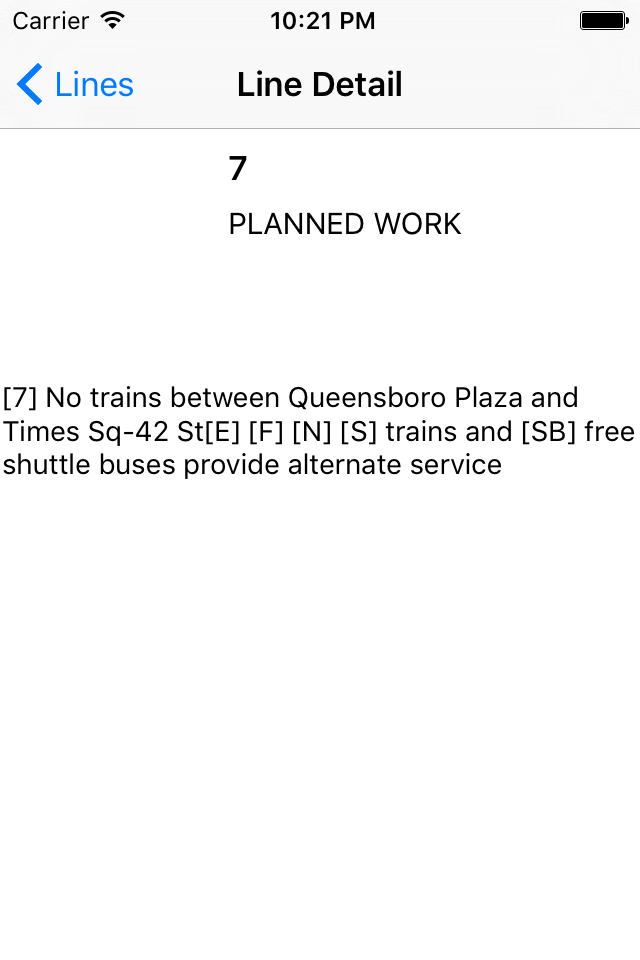 Carrier 10:21 PM
Lines Line Detail
7
PLANNED WORK
[7] No trains between Queensboro Plaza and
Times Sq-42 St[E] [F] [N] [S] trains and [SB] free
shuttle buses provide alternate service